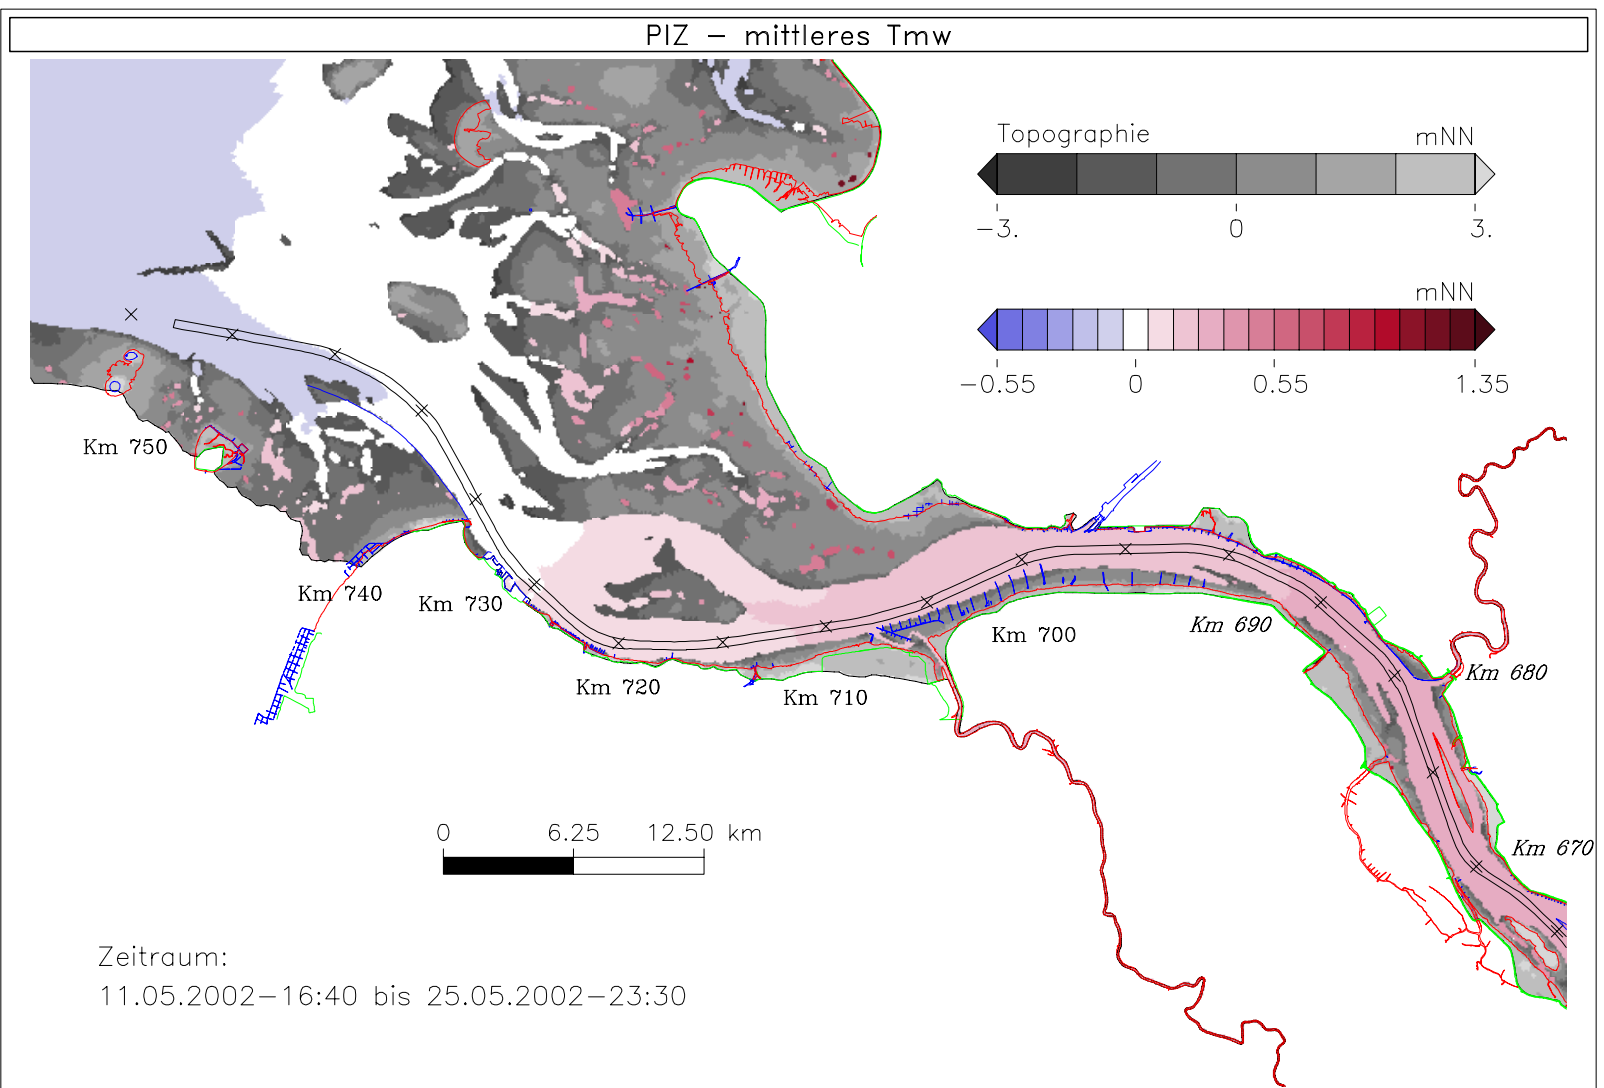 PIZ – mittleres Tmw
Topographie mNN
−3. 0 3.
mNN
−0.55 0 0.55 1.35
Km 750
Km 740
Km 730
Km 720
Km 710
Km 700
Km 690
Km 680
Km 670
0 6.25 12.50 km
Zeitraum:
11.05.2002−16:40 bis 25.05.2002−23:30